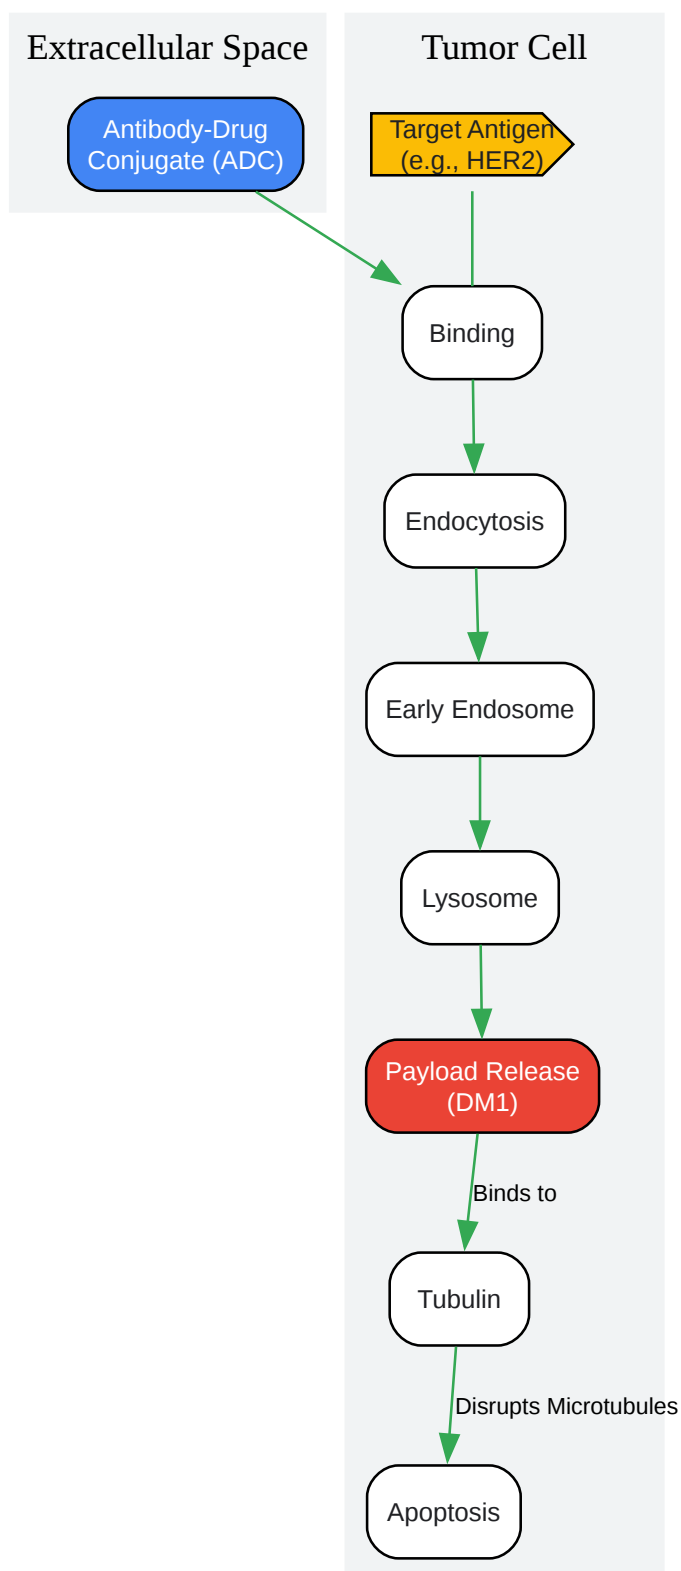 Extracellular Space
Tumor Cell
Antibody-Drug
Conjugate (ADC)
Target Antigen
(e.g., HER2)
Binding
Endocytosis
Early Endosome
Lysosome
Payload Release
(DM1)
Binds to
Tubulin
Disrupts Microtubules
Apoptosis